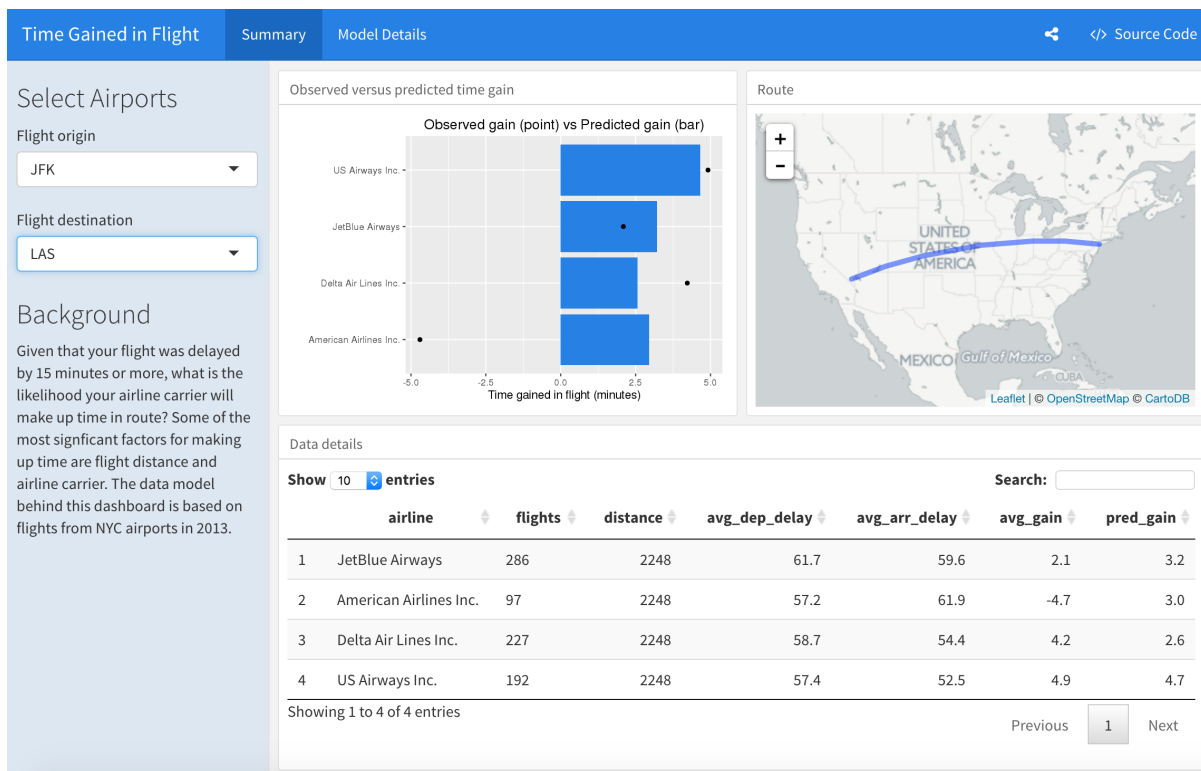 Time Gained in Flight Summary Model Details </> Source Code
Select Airports
Flight origin
JFK
Flight destination
LAS
Background
Given that your flight was delayed
by 15 minutes or more, what is the
likelihood your airline carrier will
make up time in route? Some of the
most signficant factors for making
up time are flight distance and
airline carrier. The data model
behind this dashboard is based on
flights from NYC airports in 2013.
Observed versus predicted time gain
Observed gain (point) vs Predicted gain (bar)
US Airways Inc.
JetBlue Airways
Delta Air Lines Inc.
American Airlines Inc.
-5.0 -2.5 0.0 2.5 5.0
Time gained in flight (minutes)
Route
+
−
UNITED
STATES OF
AMERICA
MEXICO
Gulf of Mexico
CUBA
Leaflet | © OpenStreetMap © CartoDB
Data details
Show 10 entries Search:
airline flights distance avg_dep_delay avg_arr_delay avg_gain pred_gain
1 JetBlue Airways 286 2248 61.7 59.6 2.1 3.2
2 American Airlines Inc. 97 2248 57.2 61.9 -4.7 3.0
3 Delta Air Lines Inc. 227 2248 58.7 54.4 4.2 2.6
4 US Airways Inc. 192 2248 57.4 52.5 4.9 4.7
Showing 1 to 4 of 4 entries
Previous 1 Next